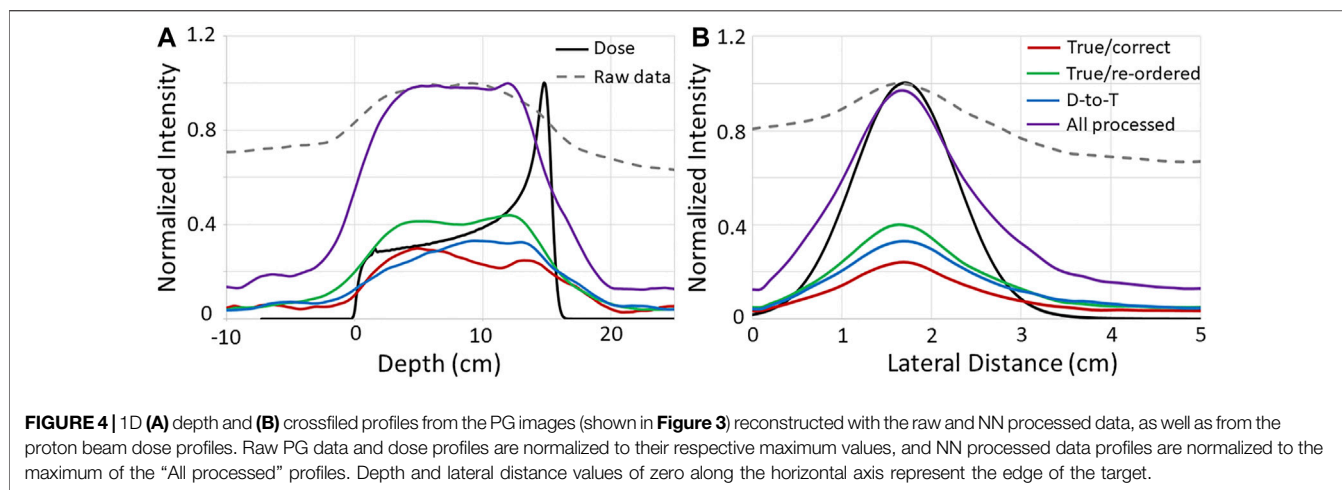 A
B
1.2
0.8
0.4
0
Normalized Intensity
-10 0 10 20
Depth (cm)
Dose
Raw data
1.2
0.8
0.4
0
Normalized Intensity
0 1 2 3 4 5
Lateral Distance (cm)
True/correct
True/re-ordered
D-to-T
All processed
FIGURE 4 | 1D (A) depth and (B) crossfiled profiles from the PG images (shown in Figure 3) reconstructed with the raw and NN processed data, as well as from the
proton beam dose profiles. Raw PG data and dose profiles are normalized to their respective maximum values, and NN processed data profiles are normalized to the
maximum of the “All processed” profiles. Depth and lateral distance values of zero along the horizontal axis represent the edge of the target.